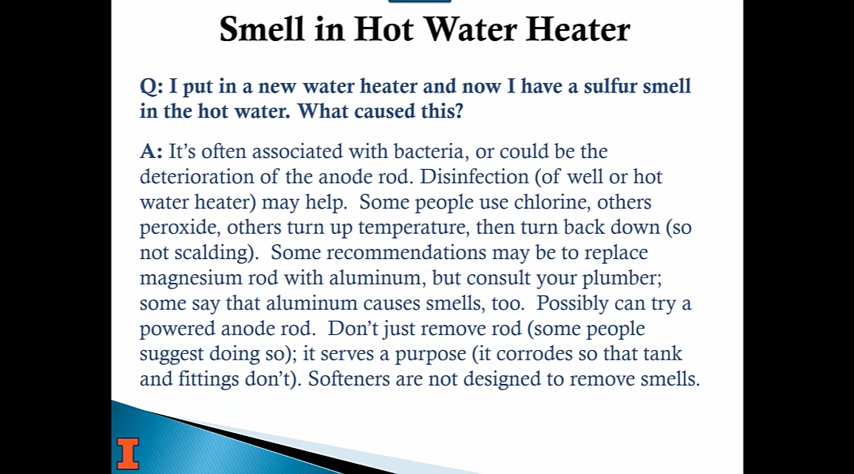 Smell in Hot Water Heater
Q: I put in a new water heater and now I have a sulfur smell
in the hot water. What caused this?
A: It's often associated with bacteria, or could be the
deterioration of the anode rod. Disinfection (of well or hot
water heater) may help.  Some people use chlorine, others
peroxide, others turn up temperature, then turn back down (so
not scalding).  Some recommendations may be to replace
magnesium rod with aluminum, but consult your plumber;
some say that aluminum causes smells, too.  Possibly can try a
powered anode rod.  Don't just remove rod (some people
suggest doing so); it serves a purpose (it corrodes so that tank
and fittings don't). Softeners are not designed to remove smells.
I